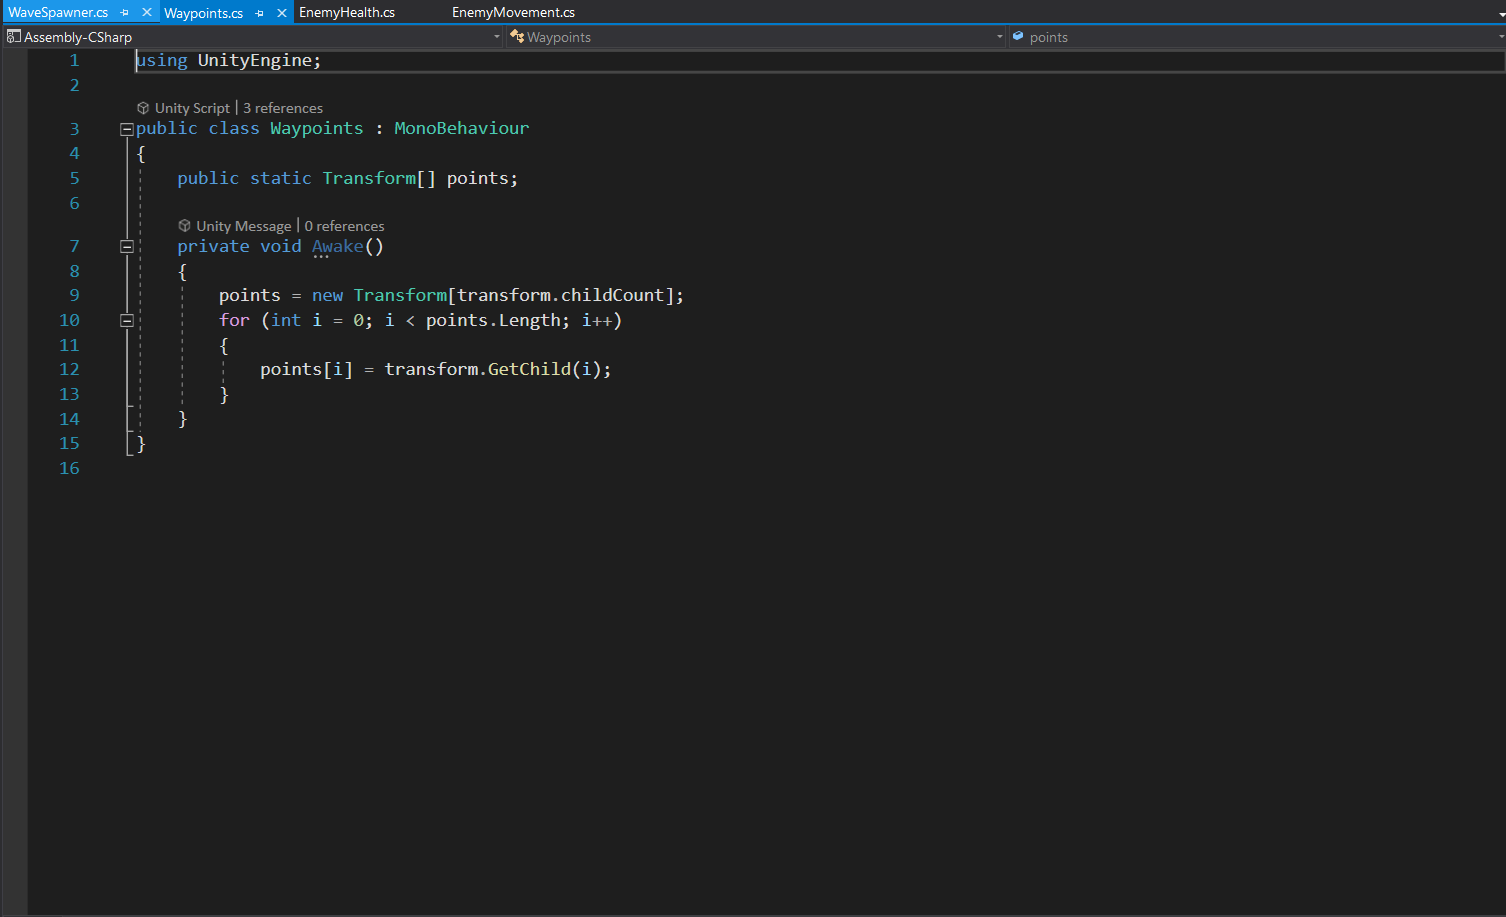 WaveSpawner.cs Waypoints.cs EnemyHealth.cs EnemyMovement.cs
Assembly-CSharp Waypoints points
1 using UnityEngine;
2
Unity Script | 3 references
3 public class Waypoints : MonoBehaviour
4 {
5 public static Transform[] points;
6
Unity Message | 0 references
7 private void Awake()
8 {
9 points = new Transform[transform.childCount];
10 for (int i = 0; i < points.Length; i++)
11 {
12 points[i] = transform.GetChild(i);
13 }
14 }
15 }
16